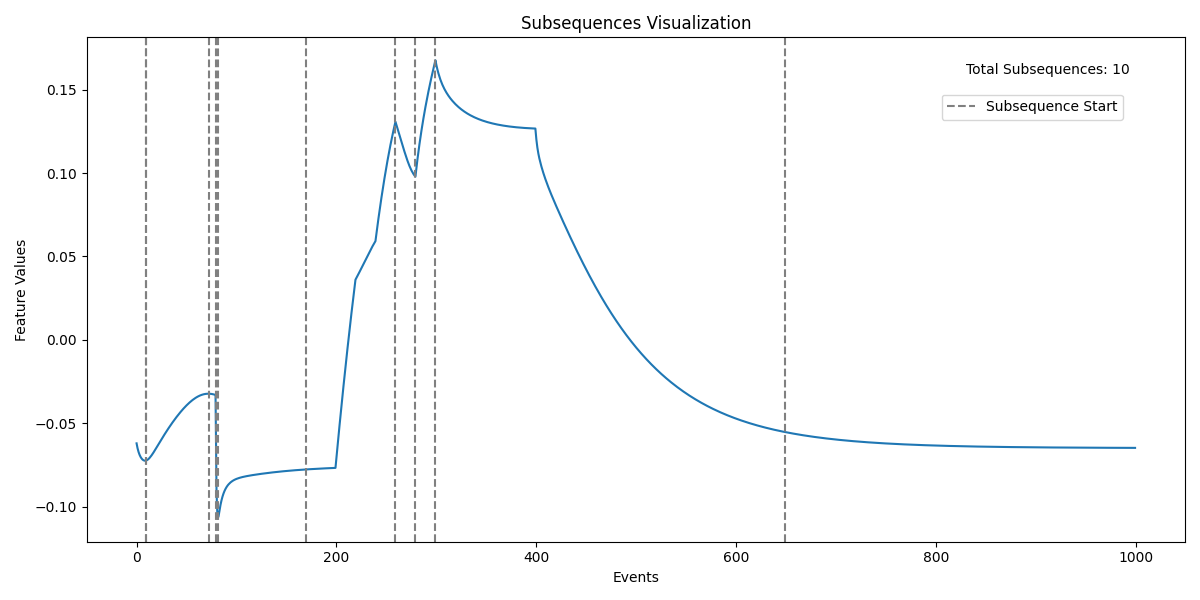 Subsequences Visualization
Total Subsequences: 10
Subsequence Start
Feature Values
0.15
0.10
0.05
0.00
−0.05
−0.10
0
200
400
600
800
1000
Events